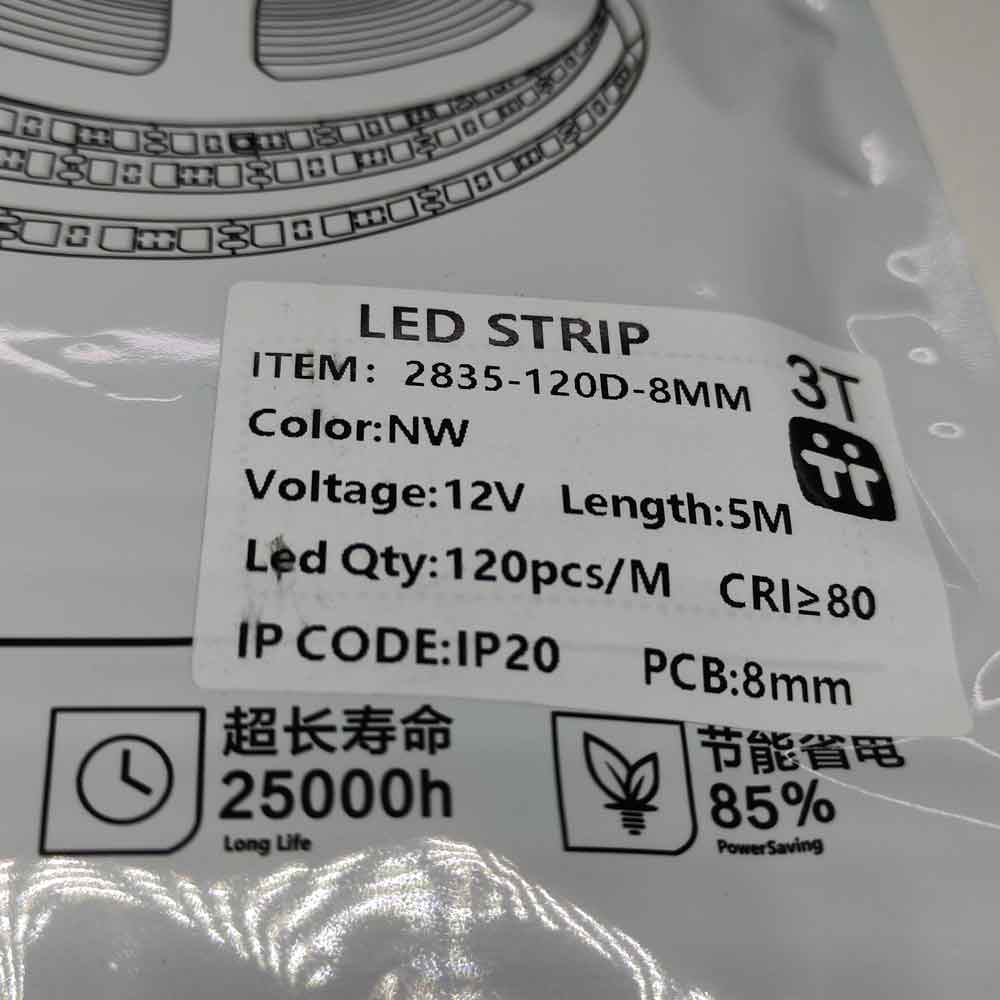 LED STRIP
ITEM: 2835-120D-8MM
3T
Color:NW
Voltage:12V Length:5M
Led Qty:120pcs/M CRI≥80
IP CODE:IP20 PCB:8mm
超长寿命
25000h
Long Life
节能省电
85%
PowerSaving